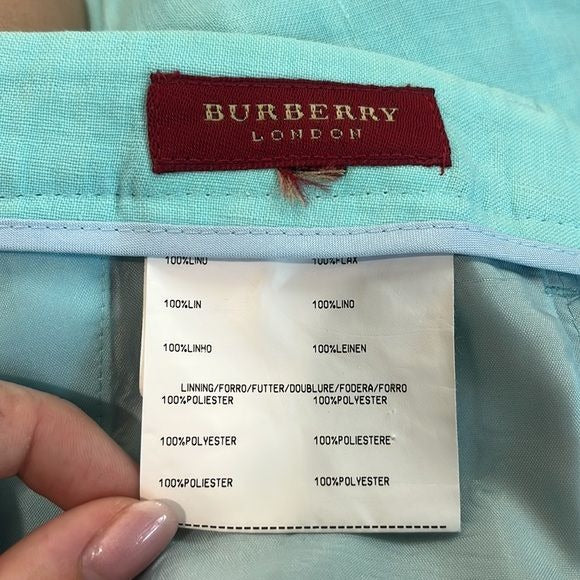 BURBERRY
LONDON
100%LINO 100%FLAX
100%LIN 100%LINO
100%LINHO 100%LEINEN
LINNING/FORRO/FUTTER/DOUBLURE/FODERA/FORRO
100%POLIESTER 100%POLYESTER
100%POLYESTER 100%POLIESTERE
100%POLIESTER 100%POLYESTER